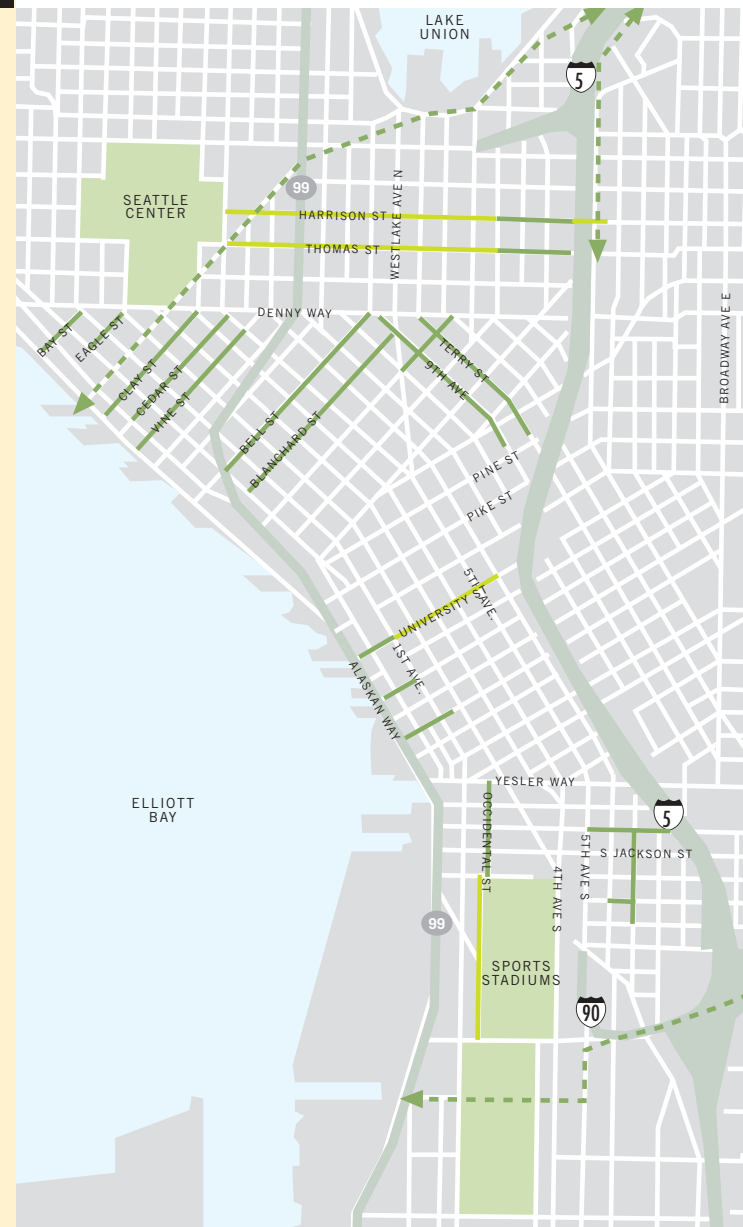 LAKE
UNION
5
SEATTLE
CENTER
99
HARRISON ST
WESTLAKE AVE N
THOMAS ST
DENNY WAY
BROADWAY AVE E
BAY ST
EAGLE ST
CLAY ST
CEDAR ST
VINE ST
BELL ST
BLANCHARD ST
TERRY ST
9TH AVE
PINE ST
PIKE ST
5TH AVE.
UNIVERSITY ST
1ST AVE.
ALASKAN WAY
ELLIOTT
BAY
YESLER WAY
OCCIDENTAL ST
5
5TH AVE S
S JACKSON ST
4TH AVE S
99
SPORTS
STADIUMS
90